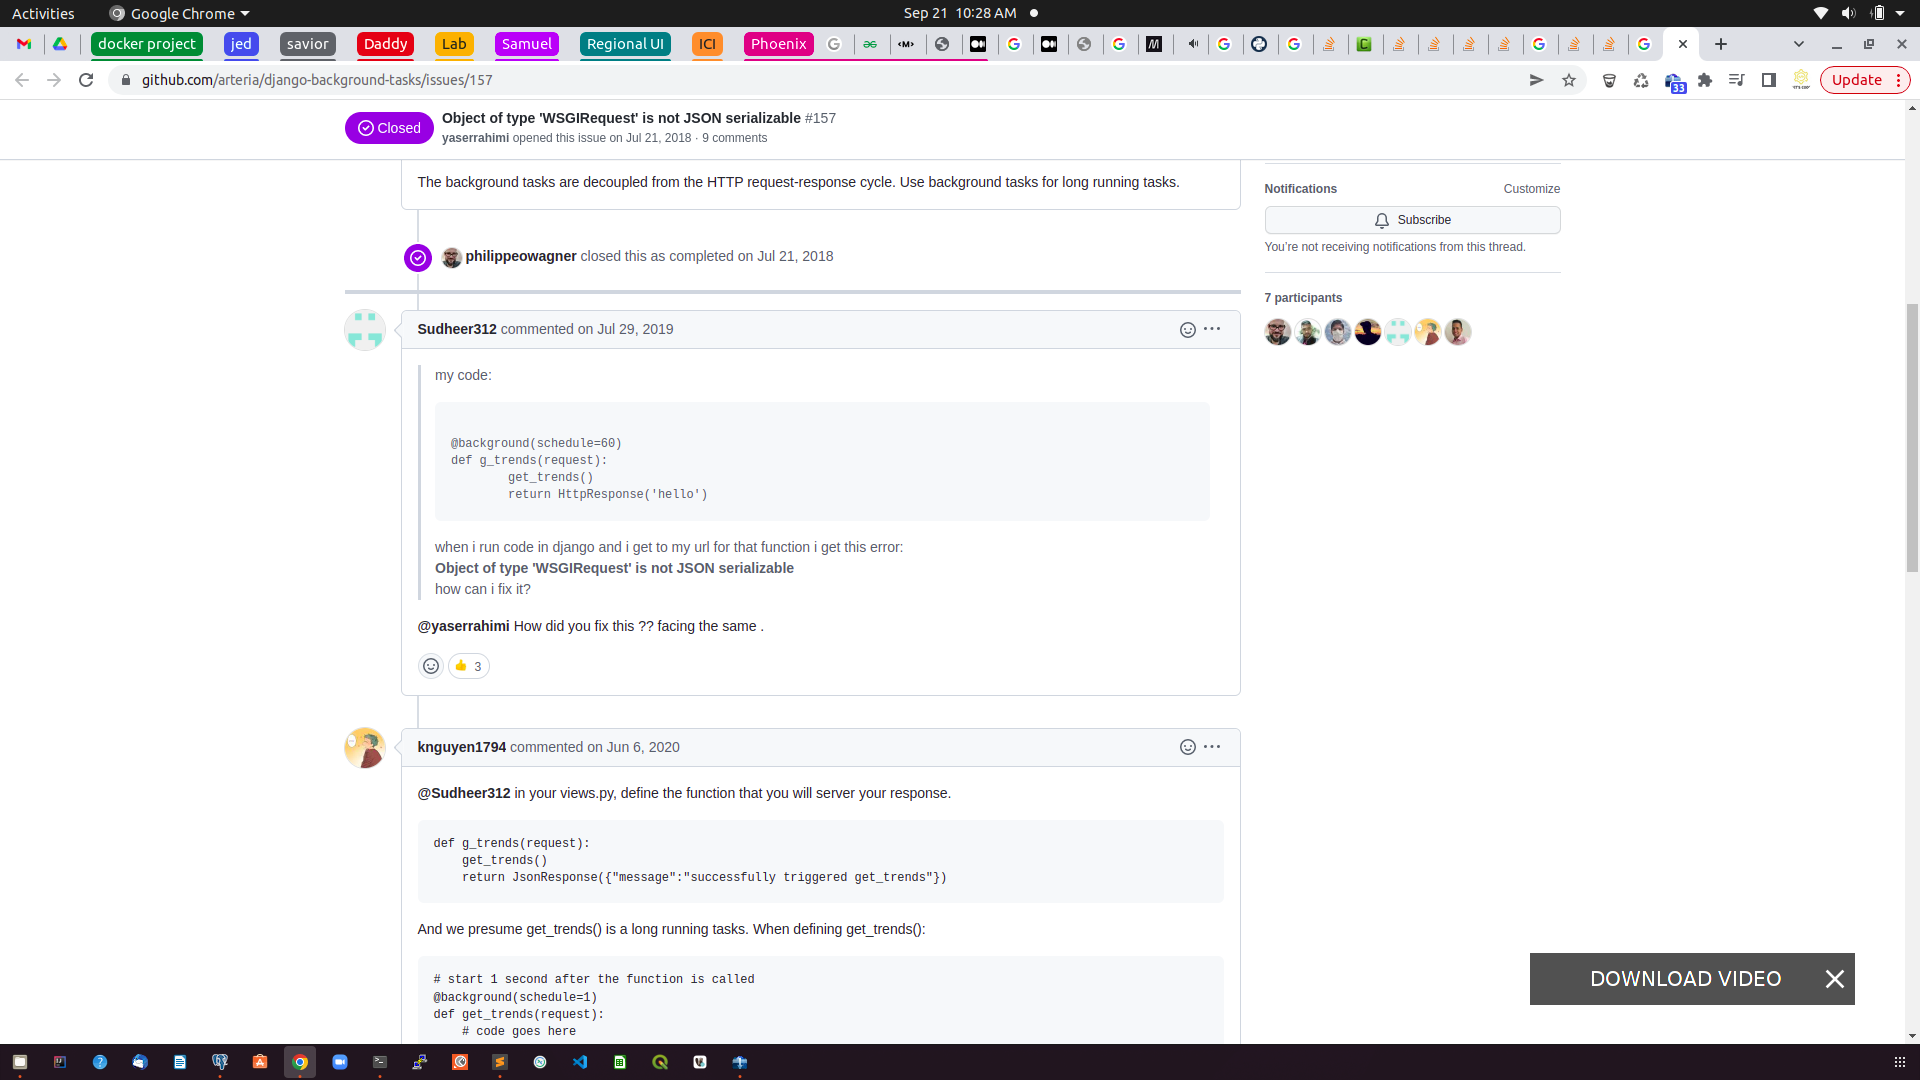 Activities
Google Chrome
Sep 21 10:28 AM
docker project
jed
savior
Daddy
Lab
Samuel
Regional UI
ICI
Phoenix
github.com/arteria/django-background-tasks/issues/157
33
Update
Closed
Object of type 'WSGIRequest' is not JSON serializable #157
yaserrahimi opened this issue on Jul 21, 2018 · 9 comments
The background tasks are decoupled from the HTTP request-response cycle. Use background tasks for long running tasks.
Notifications
Customize
Subscribe
You're not receiving notifications from this thread.
philippeowagner closed this as completed on Jul 21, 2018
7 participants
Sudheer312 commented on Jul 29, 2019
my code:
@background(schedule=60)
def g_trends(request):
get_trends()
return HttpResponse('hello')
when i run code in django and i get to my url for that function i get this error:
Object of type 'WSGIRequest' is not JSON serializable
how can i fix it?
@yaserrahimi How did you fix this ?? facing the same .
3
knguyen1794 commented on Jun 6, 2020
@Sudheer312 in your views.py, define the function that you will server your response.
def g_trends(request):
get_trends()
return JsonResponse({"message":"successfully triggered get_trends"})
And we presume get_trends() is a long running tasks. When defining get_trends():
# start 1 second after the function is called
@background(schedule=1)
def get_trends(request):
# code goes here
DOWNLOAD VIDEO